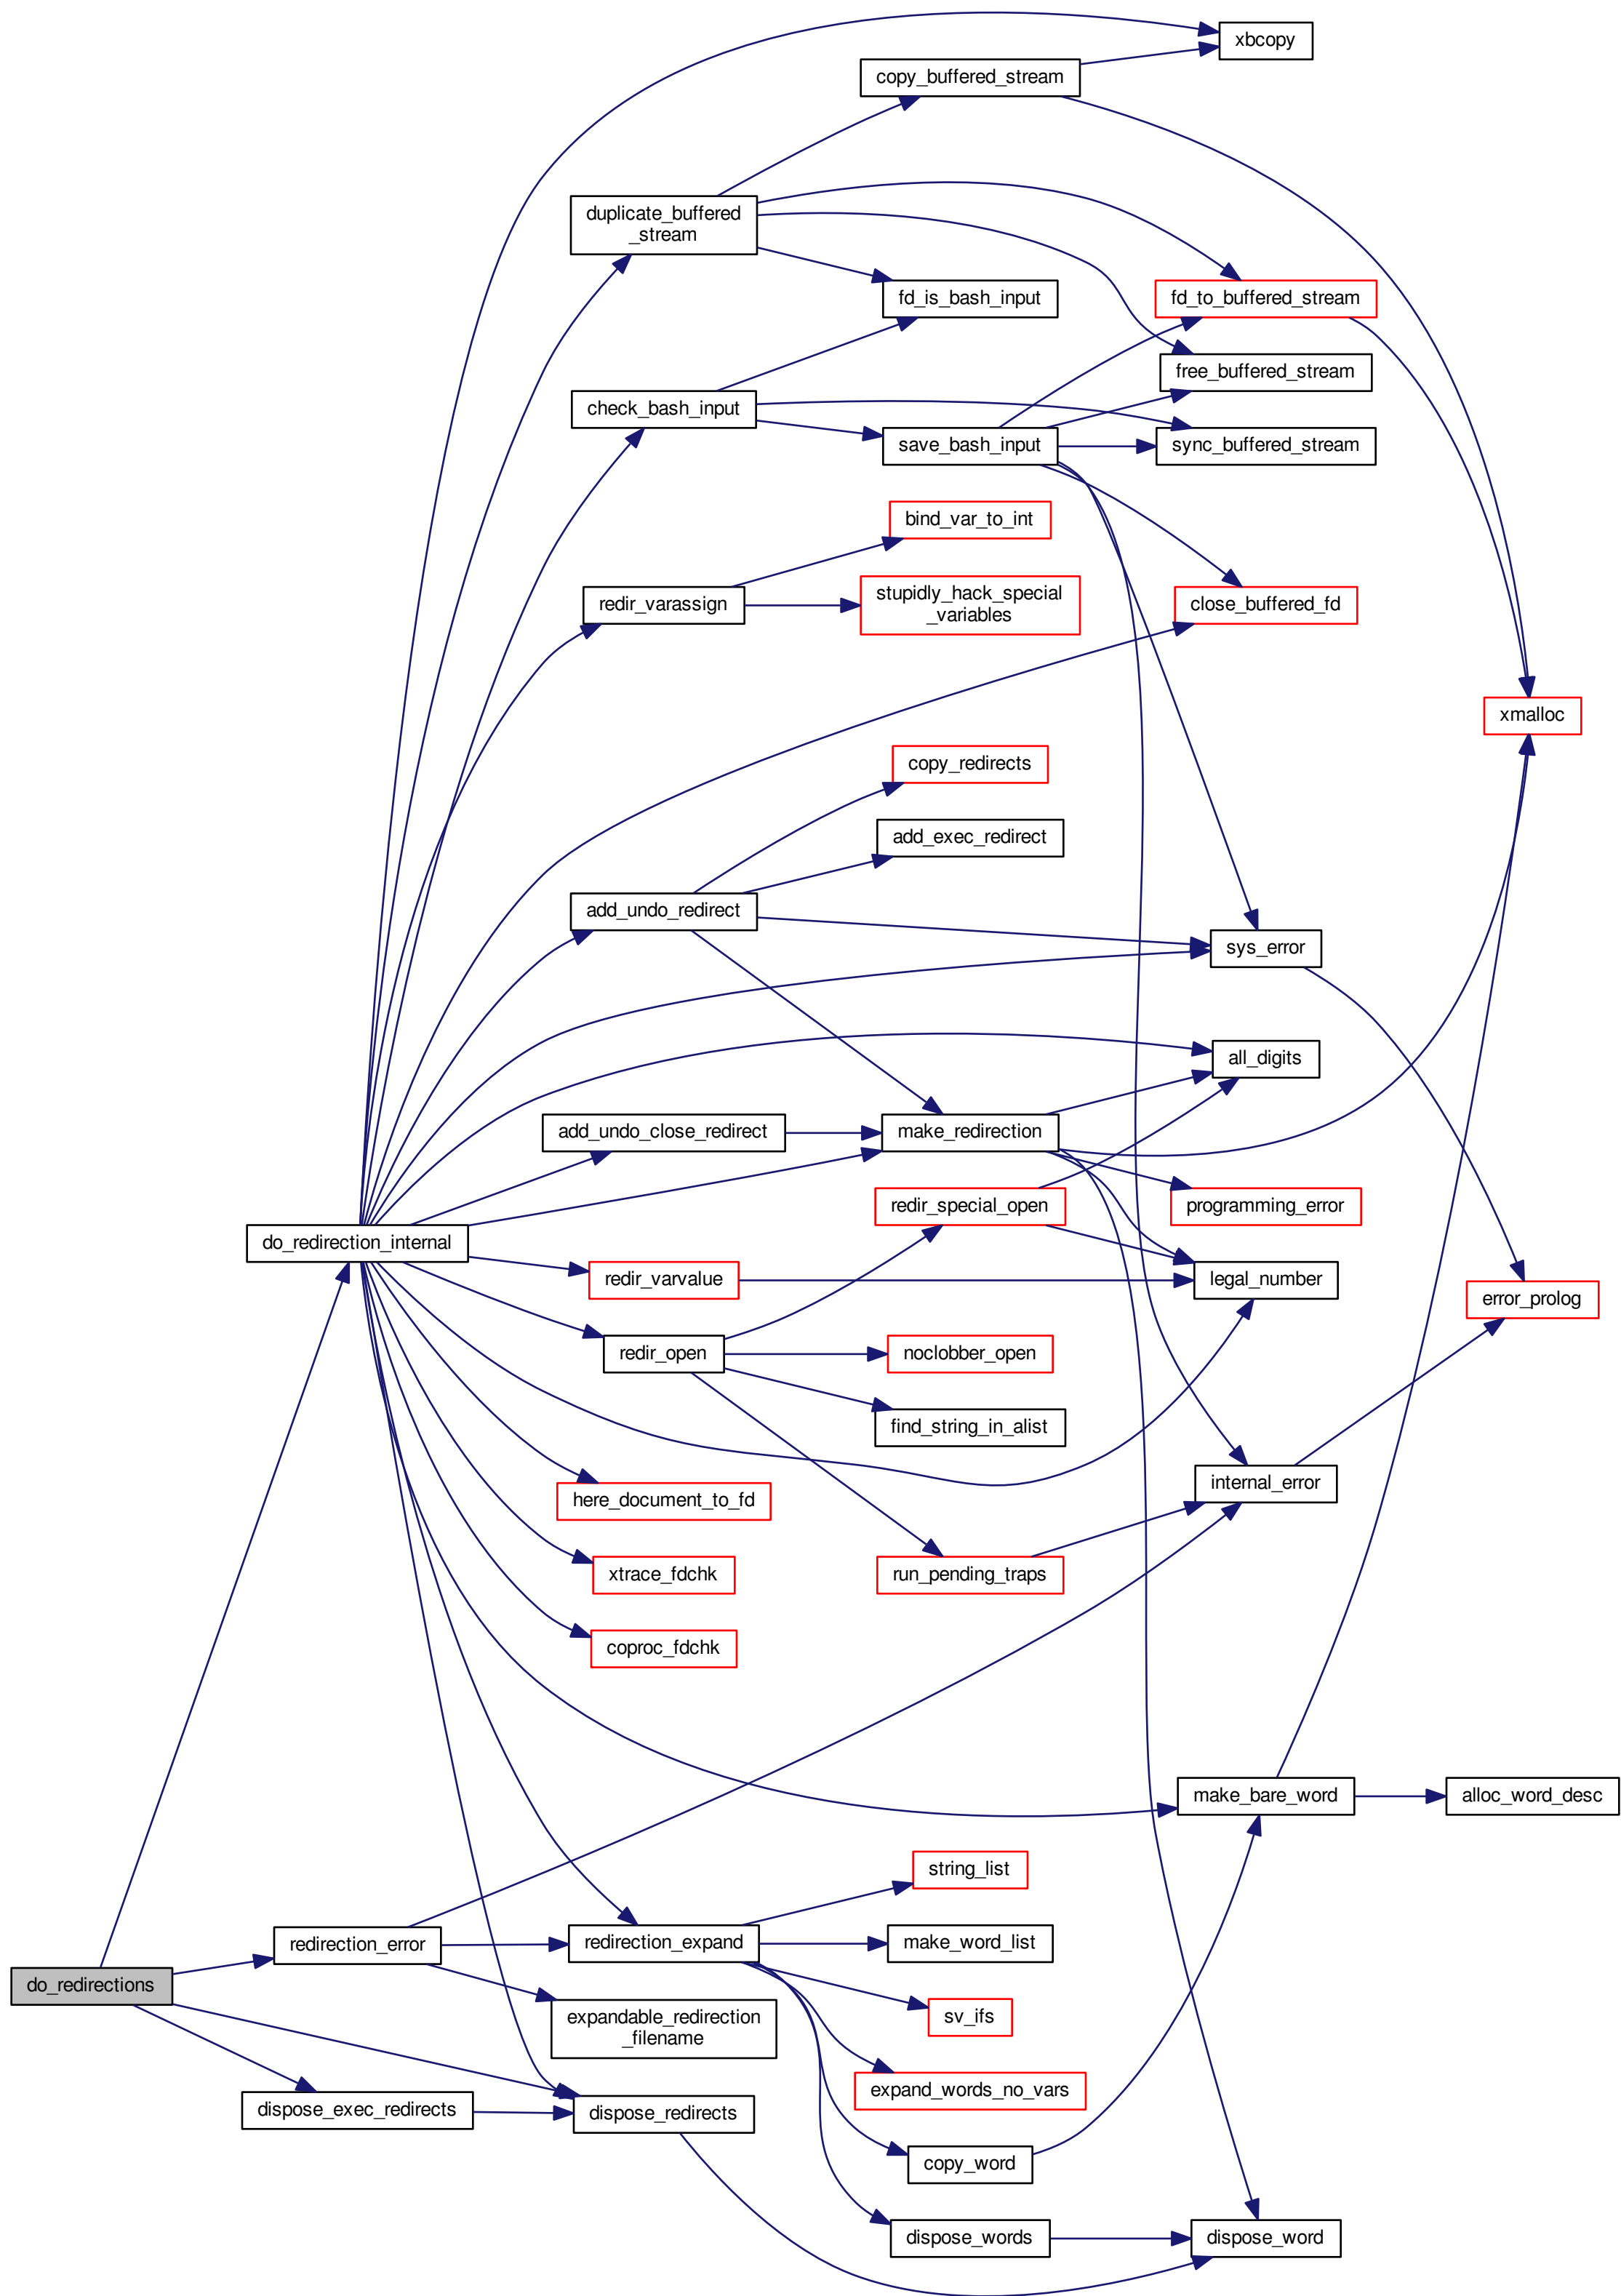 xbcopy
copy_buffered_stream
duplicate_buffered
_stream
fd_is_bash_input
fd_to_buffered_stream
free_buffered_stream
check_bash_input
save_bash_input
sync_buffered_stream
bind_var_to_int
redir_varassign
stupidly_hack_special
_variables
close_buffered_fd
xmalloc
copy_redirects
add_exec_redirect
add_undo_redirect
sys_error
all_digits
add_undo_close_redirect
make_redirection
redir_special_open
programming_error
do_redirection_internal
redir_varvalue
legal_number
error_prolog
redir_open
noclobber_open
find_string_in_alist
here_document_to_fd
internal_error
xtrace_fdchk
run_pending_traps
coproc_fdchk
make_bare_word
alloc_word_desc
string_list
redirection_error
redirection_expand
make_word_list
do_redirections
expandable_redirection
_filename
sv_ifs
expand_words_no_vars
dispose_exec_redirects
dispose_redirects
copy_word
dispose_words
dispose_word